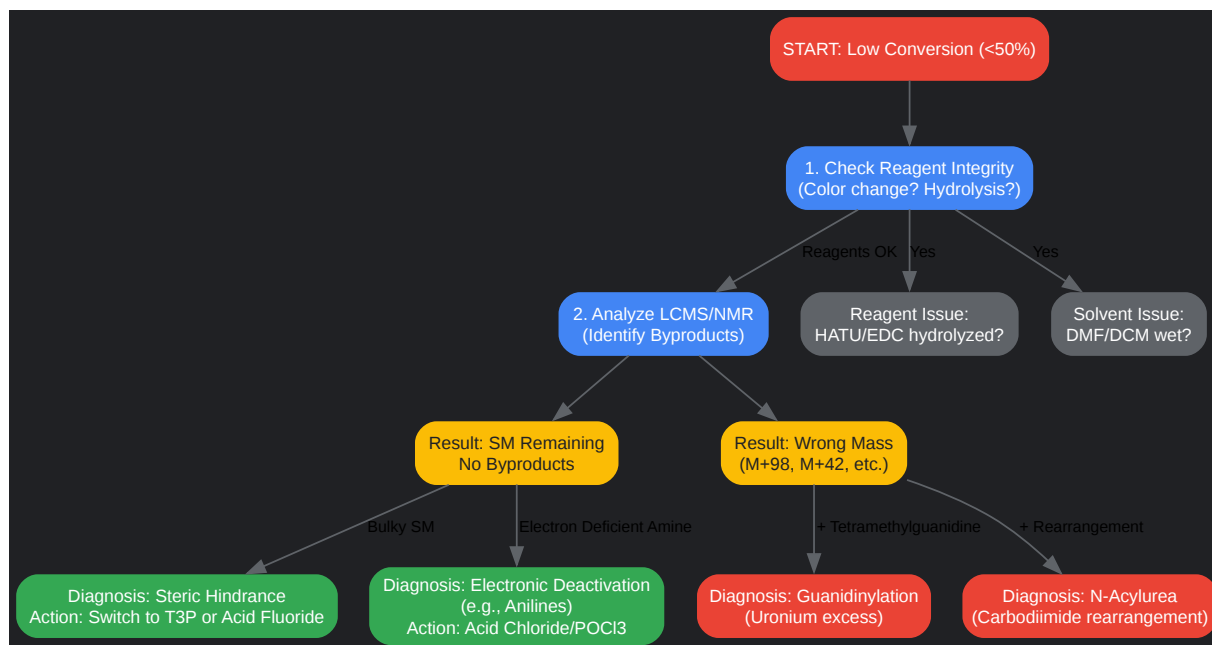 START: Low Conversion (<50%)
1. Check Reagent Integrity
(Color change? Hydrolysis?)
Reagents OK
Yes
Yes
2. Analyze LCMS/NMR
(Identify Byproducts)
Reagent Issue:
HATU/EDC hydrolyzed?
Solvent Issue:
DMF/DCM wet?
Result: SM Remaining
No Byproducts
Result: Wrong Mass
(M+98, M+42, etc.)
Bulky SM
Electron Deficient Amine
+ Tetramethylguanidine
+ Rearrangement
Diagnosis: Steric Hindrance
Action: Switch to T3P or Acid Fluoride
Diagnosis: Electronic Deactivation
(e.g., Anilines)
Action: Acid Chloride/POCl3
Diagnosis: Guanidinylation
(Uronium excess)
Diagnosis: N-Acylurea
(Carbodiimide rearrangement)